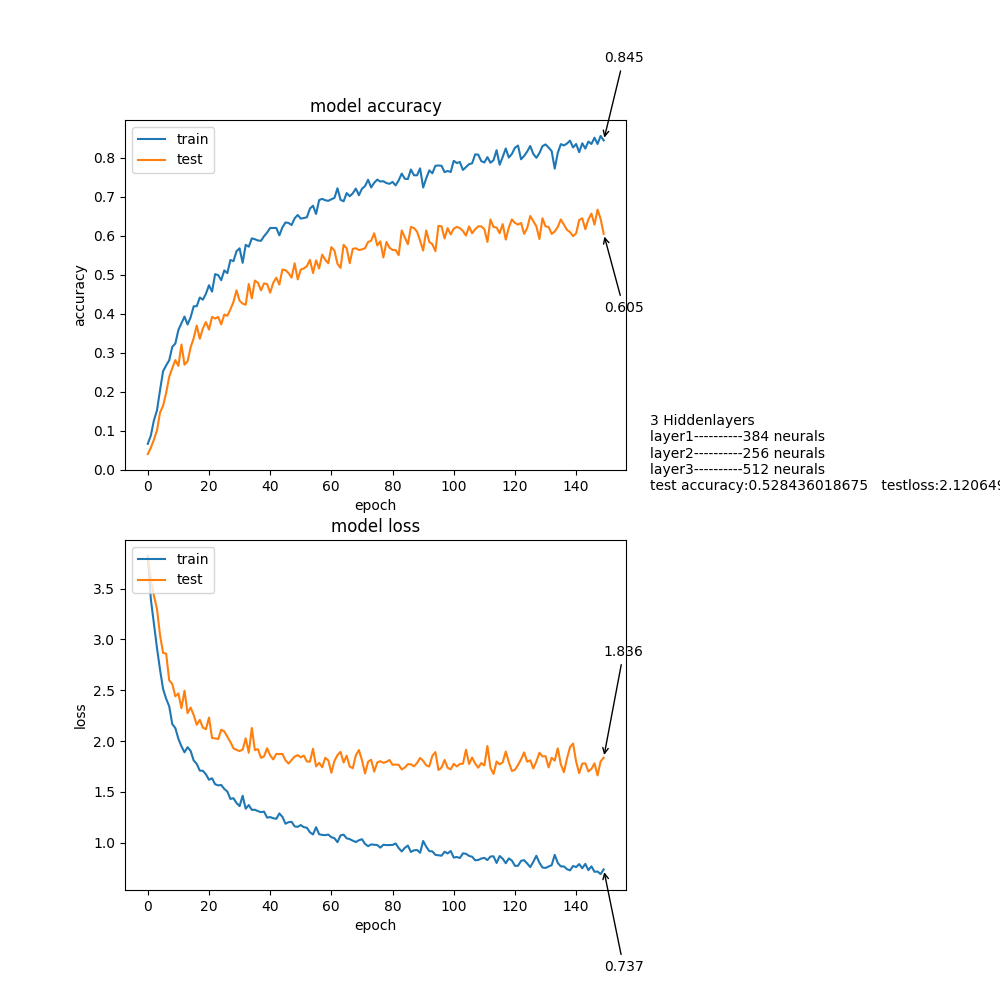 0.845
model accuracy
train
test
0.8
0.7
0.6
0.5
0.4
0.3
0.2
0.1
0.0
accuracy
0.605
0 20 40 60 80 100 120 140
epoch
3 Hiddenlayers
layer1----------384 neurals
layer2----------256 neurals
layer3----------512 neurals
test accuracy:0.528436018675 testloss:2.120649
model loss
train
test
3.5
3.0
2.5
2.0
1.5
1.0
loss
1.836
0 20 40 60 80 100 120 140
epoch
0.737